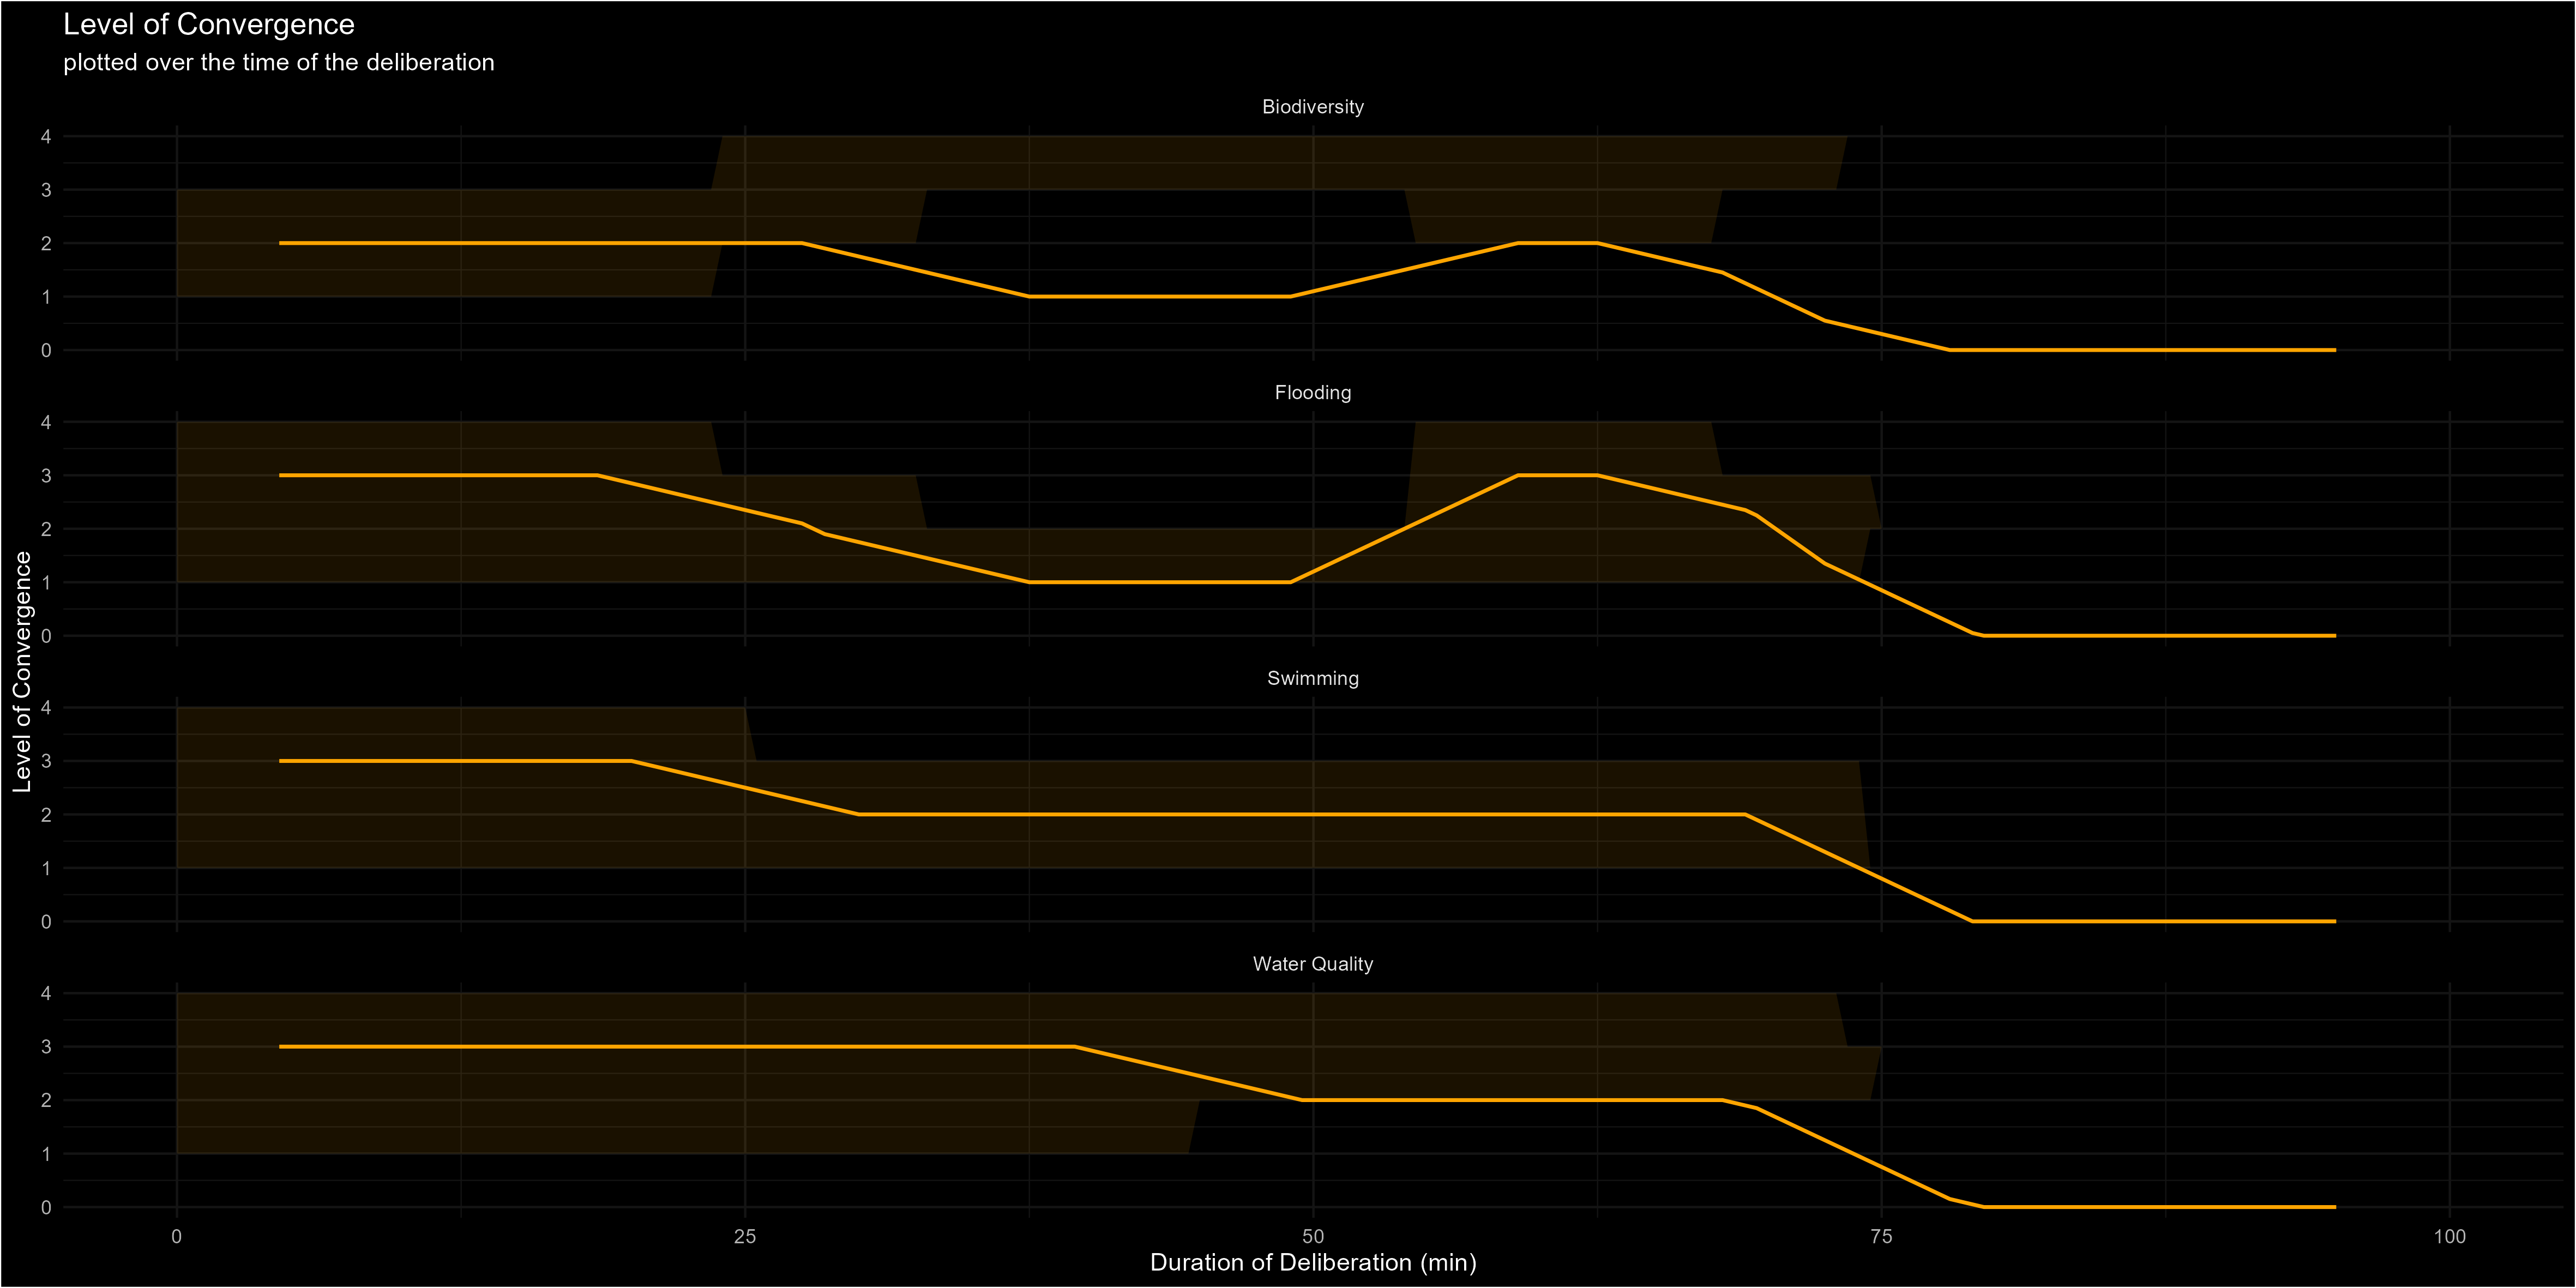 Level of Convergence
plotted over the time of the deliberation
Biodiversity
4
3
2
1
0
Flooding
4
3
2
1
0
Level of Convergence
Swimming
4
3
2
1
0
Water Quality
4
3
2
1
0
0 25 50 75 100
Duration of Deliberation (min)